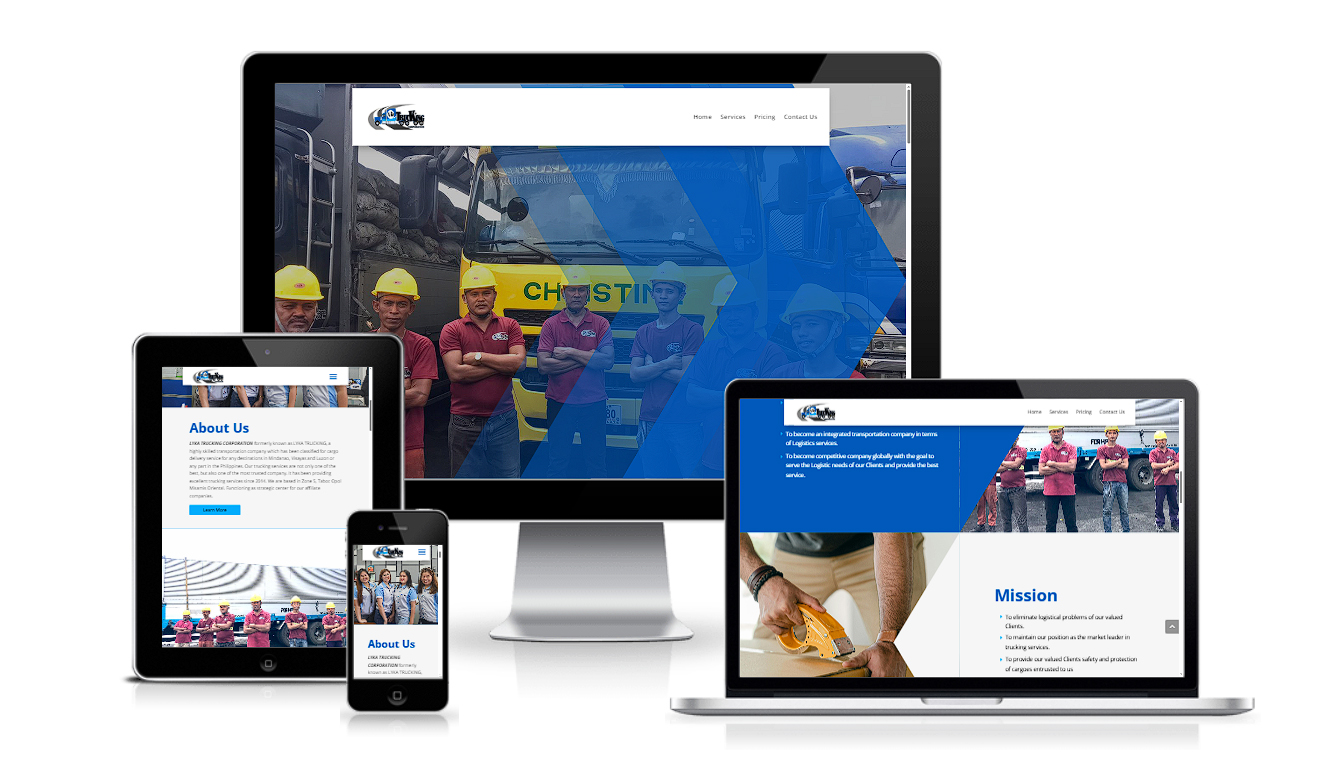 TRUCKING
Home Services Pricing Contact Us
CHRISTIN
About Us
LYKA TRUCKING CORPORATION formerly known as LYKA TRUCKING, a
highly skilled transportation company which has been classified for cargo
delivery service for any destinations in Mindanao, Visayas and Luzon or
any part in the Philippines. Our trucking services are not only one of the
best, but also one of the most trusted company. It has been providing
excellent trucking services since 2014. We are based in Zone 5,
Misamis Oriental. Functioning as strategic center for our affiliate
companies.
Learn More
FOR H
About Us
LYKA TRUCKING
CORPORATION formerly
known as LYKA TRUCKING,
TRUCKING
Home Services Pricing Contact Us
To become an integrated transportation company in terms
of Logistics services.
To become competitive company globally with the goal to
serve the Logistic needs of our Clients and provide the best
service.
FOR H
Mission
To eliminate logistical problems of our valued
Clients.
To maintain our position as the market leader in
trucking services.
To provide our valued Clients safety and protection
of cargoes entrusted to us